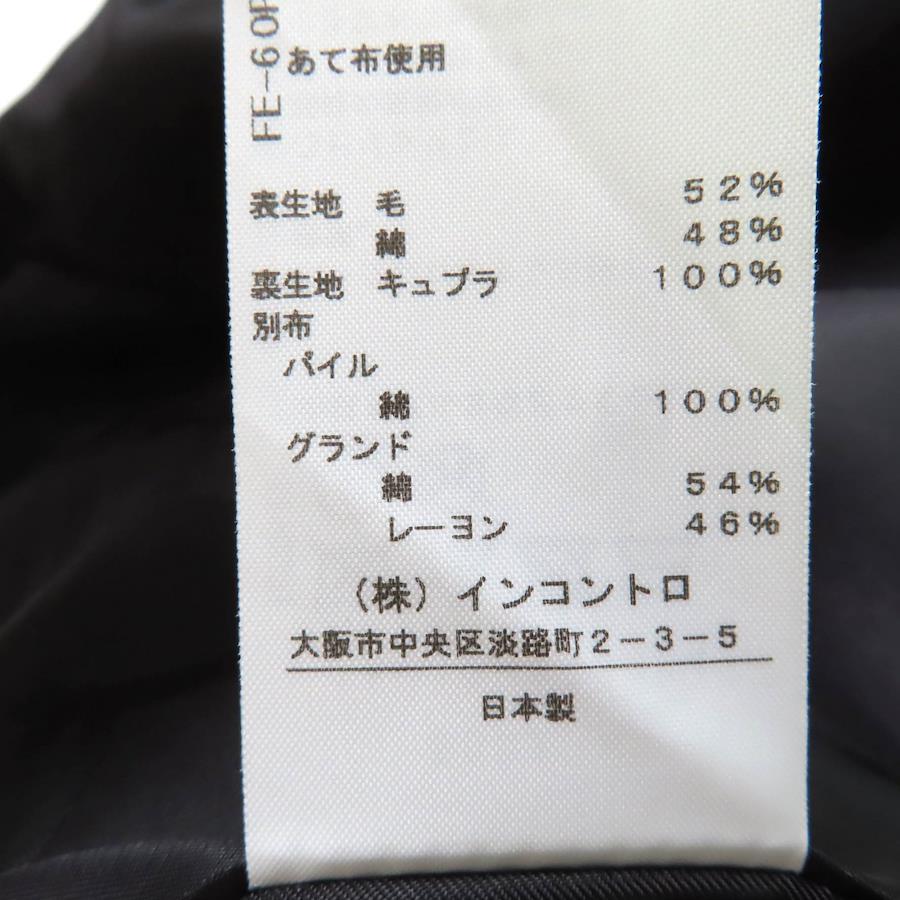 FE-60
あて布使用
表生地 毛 52%
綿 48%
裏生地 キュプラ 100%
別布
パイル
綿 100%
グランド
綿 54%
レーヨン 46%
（株）インコントロ
大阪市中央区淡路町2-3-5
日本製